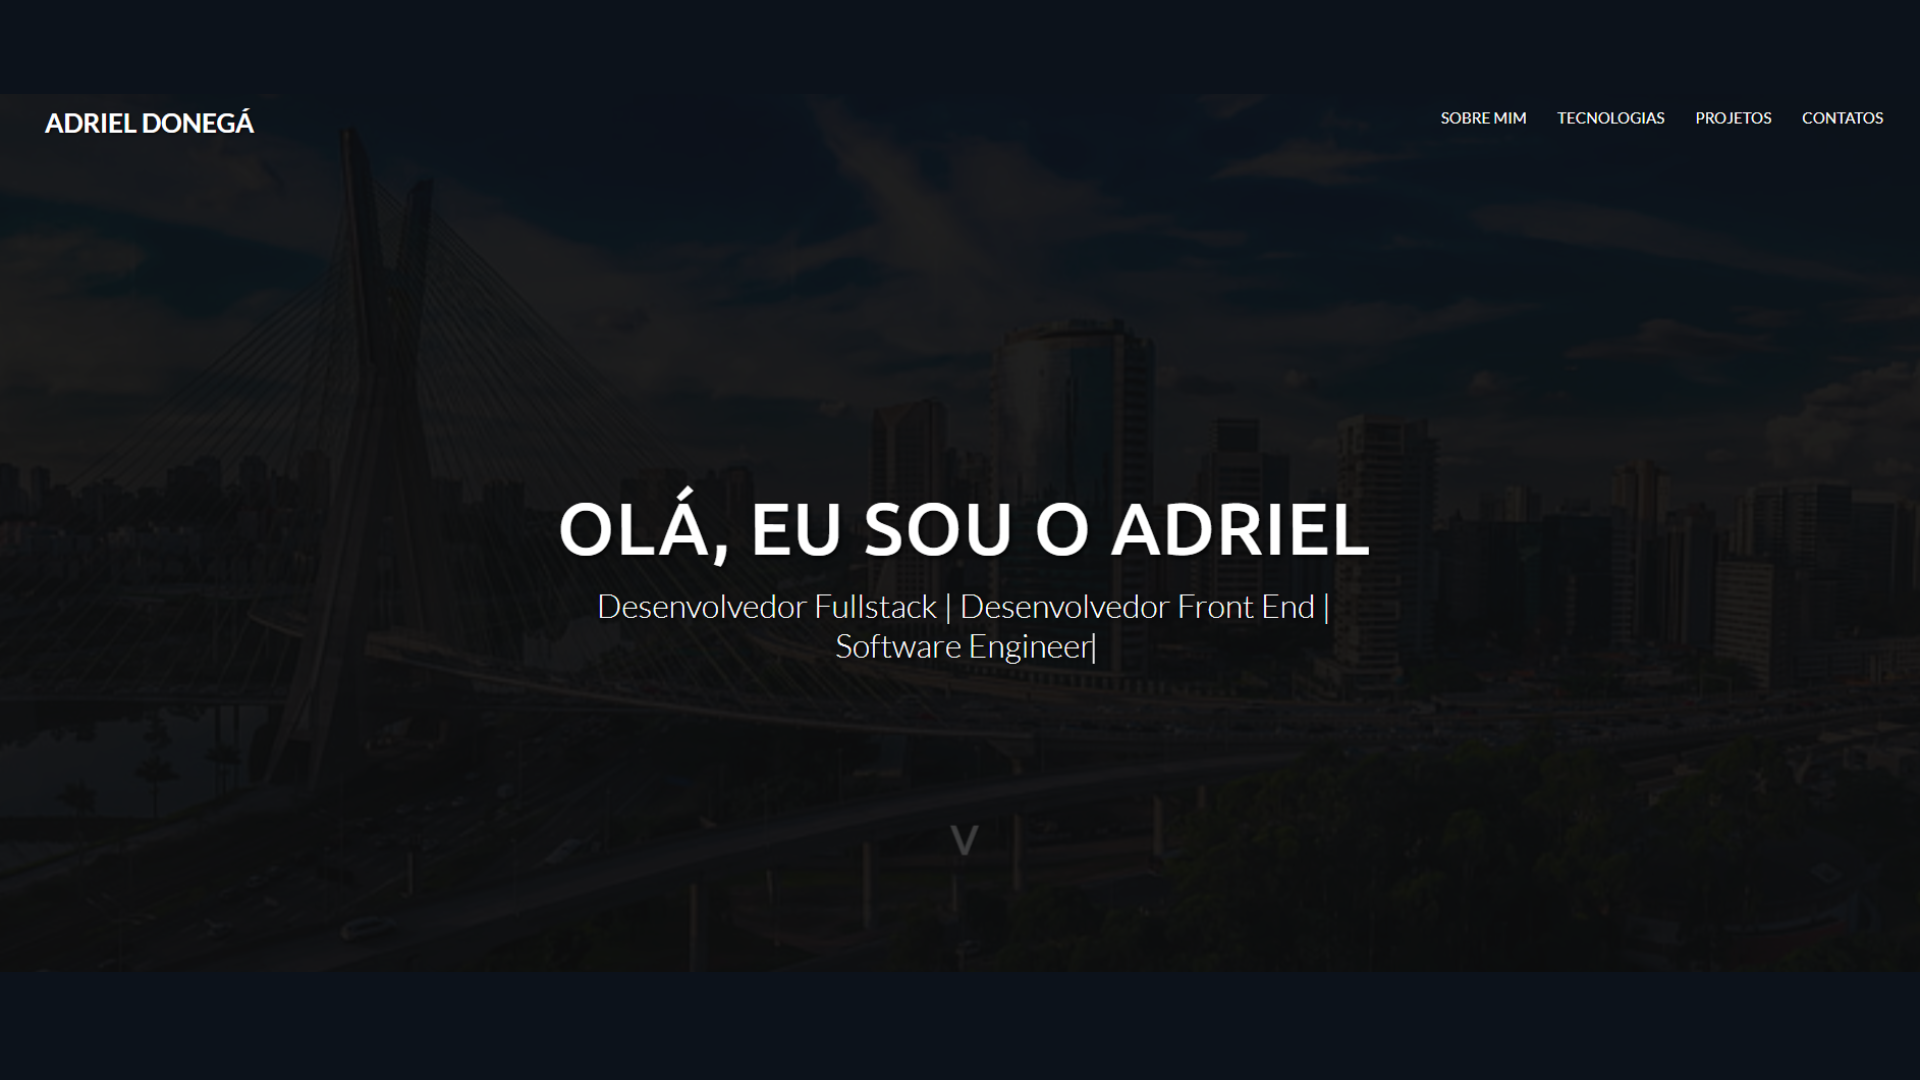 ADRIEL DONEGÁ
SOBRE MIM TECNOLOGIAS PROJETOS CONTATOS
OLÁ, EU SOU O ADRIEL
Desenvolvedor Fullstack | Desenvolvedor Front End |
Software Engineer|
V